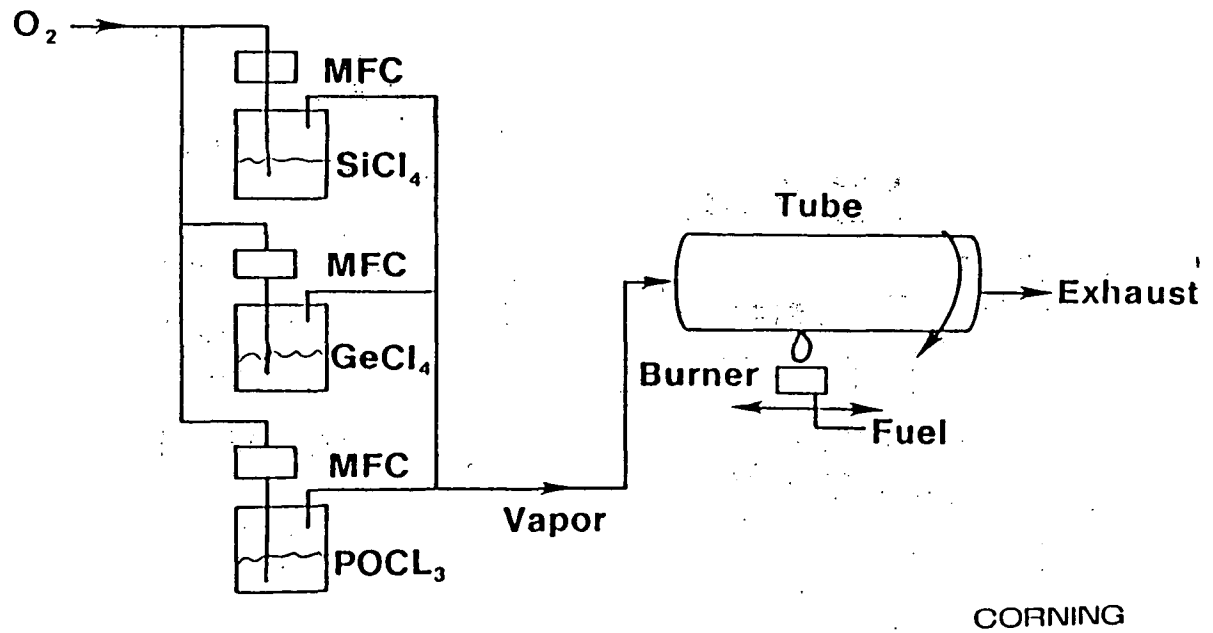 O₂
MFC
SiCl₄
MFC
GeCl₄
MFC
POCL₃
Vapor
Tube
Exhaust
Burner
Fuel
CORNING